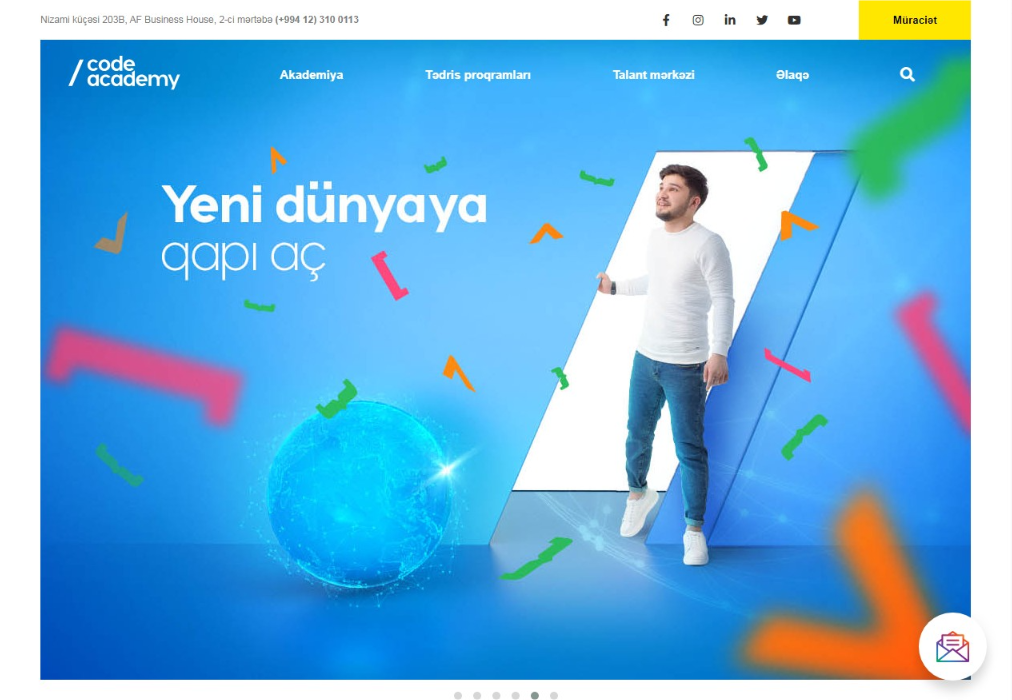 Nizami küçəsi 203B, AF Business House, 2-ci mərtəbə (+994 12) 310 0113
Müraciət
code
academy
Akademiya
Tədris proqramları
Talant mərkəzi
Əlaqə
Yeni dünyaya
qapı aç